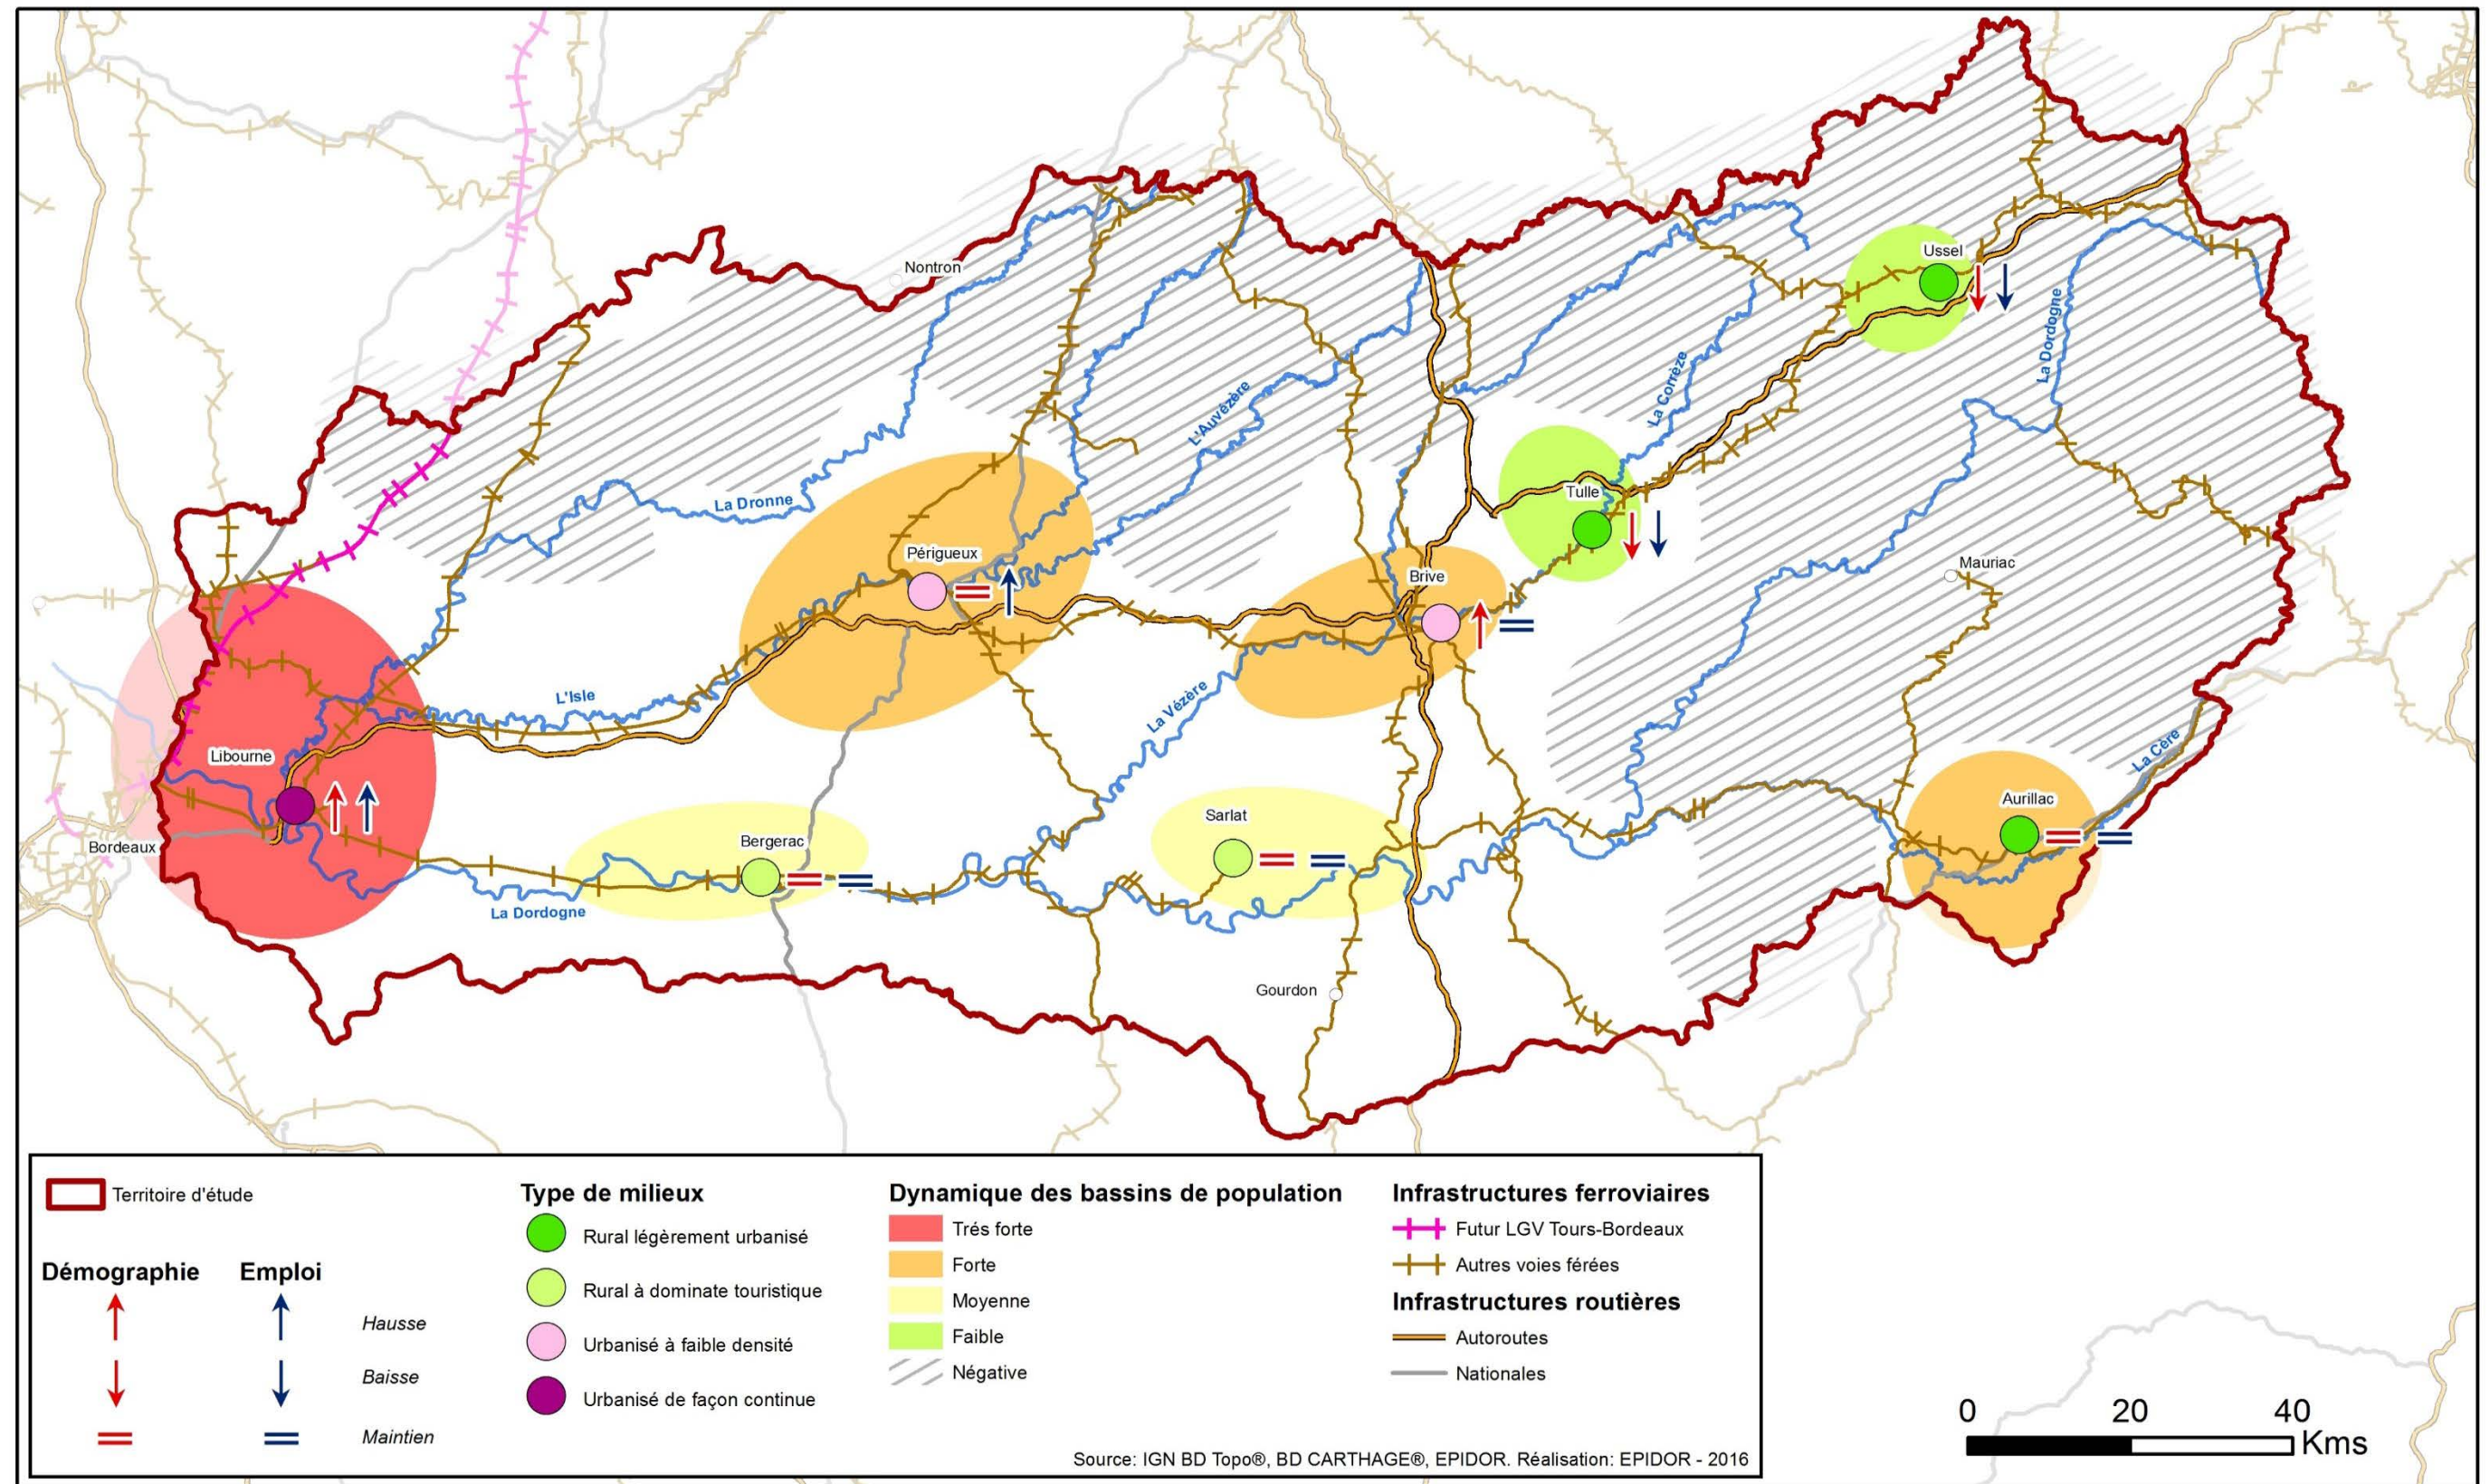 Nontron
Ussel
La Dordogne
La Corrèze
L'Auvézère
La Dronne
Tulle
Périgueux
Brive
Mauriac
L'Isle
La Vézère
La Cère
Libourne
Aurillac
Sarlat
Bergerac
Bordeaux
La Dordogne
Gourdon
Territoire d'étude
Démographie
Emploi
Hausse
Baisse
Maintien
Type de milieux
Rural légèrement urbanisé
Rural à dominate touristique
Urbanisé à faible densité
Urbanisé de façon continue
Dynamique des bassins de population
Trés forte
Forte
Moyenne
Faible
Négative
Infrastructures ferroviaires
Futur LGV Tours-Bordeaux
Autres voies férées
Infrastructures routières
Autoroutes
Nationales
Source: IGN BD Topo®, BD CARTHAGE®, EPIDOR. Réalisation: EPIDOR - 2016
0 20 40
Kms